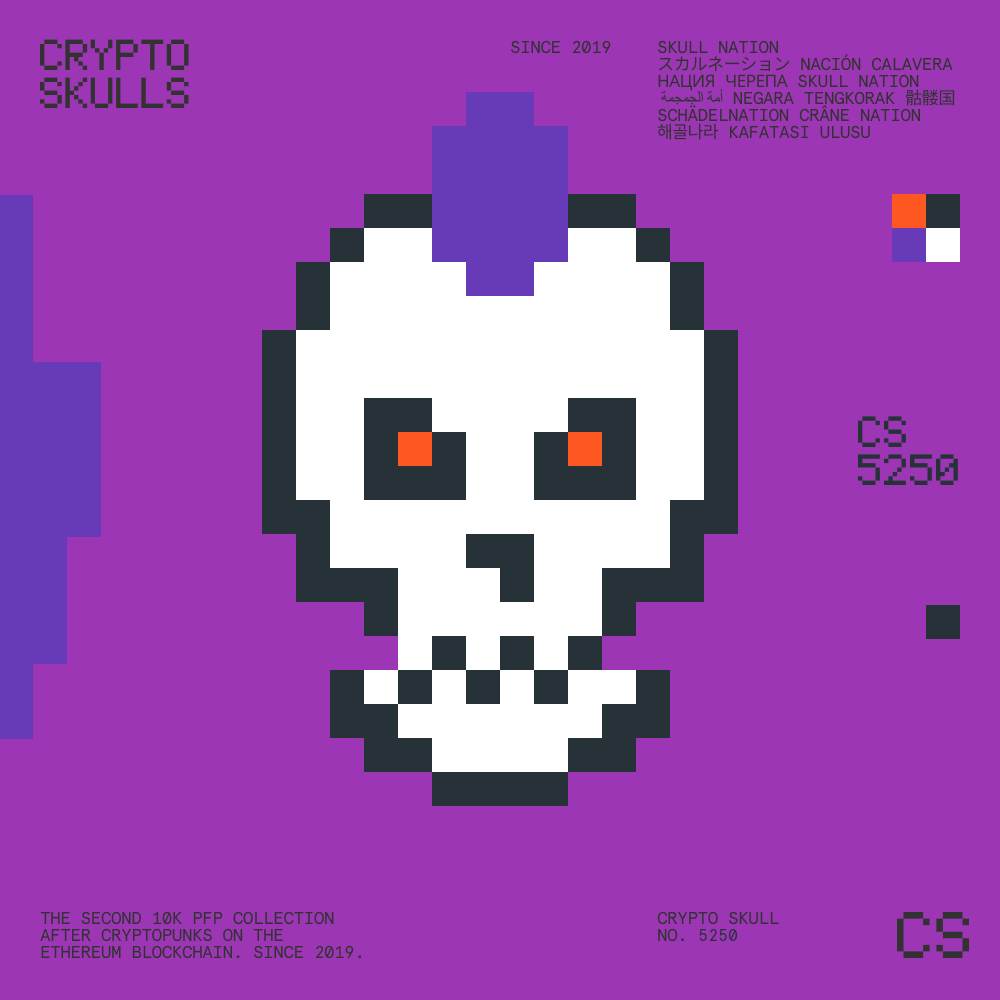 CRYPTO
SKULLS
SINCE 2019
SKULL NATION
スカルネーション NACIÓN CALAVERA
НАЦИЯ ЧЕРЕПА SKULL NATION
أمة الجمجمة NEGARA TENGKORAK 骷髅国
SCHÄDELNATION CRÂNE NATION
해골나라 KAFATASI ULUSU
CS
5250
THE SECOND 10K PFP COLLECTION
AFTER CRYPTOPUNKS ON THE
ETHEREUM BLOCKCHAIN. SINCE 2019.
CRYPTO SKULL
NO. 5250
CS